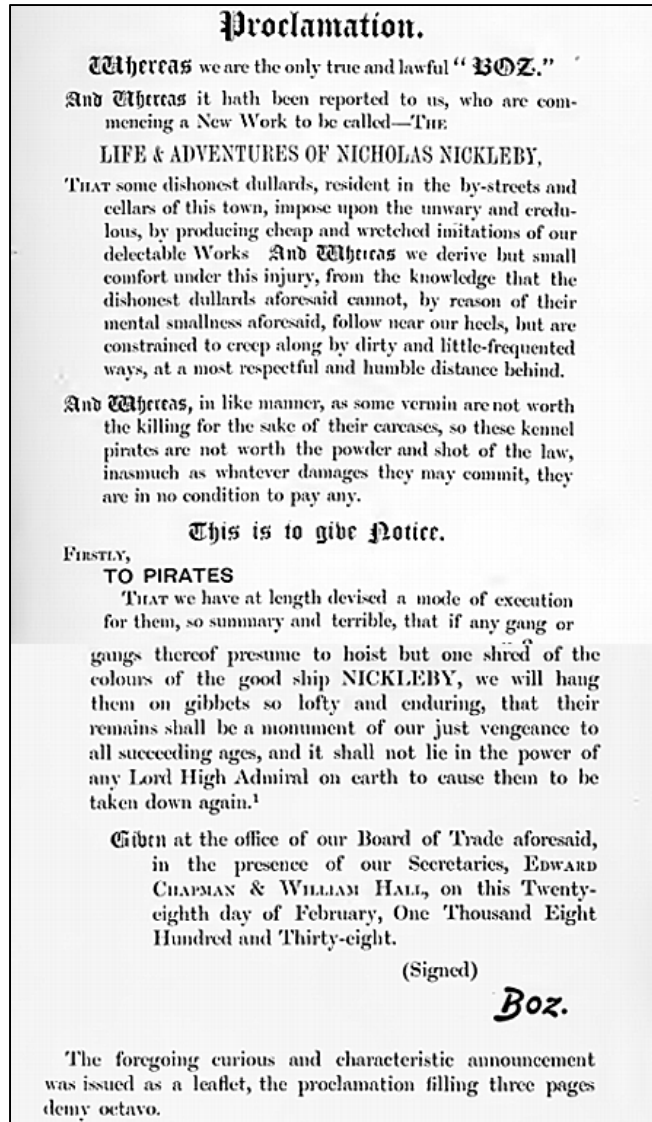 Proclamation.
Whereas we are the only true and lawful “BOZ.”
And Whereas it hath been reported to us, who are com-
mencing a New Work to be called—THE
LIFE & ADVENTURES OF NICHOLAS NICKLEBY,
THAT some dishonest dullards, resident in the by-streets and
cellars of this town, impose upon the unwary and credu-
lous, by producing cheap and wretched imitations of our
delectable Works And Whereas we derive but small
comfort under this injury, from the knowledge that the
dishonest dullards aforesaid cannot, by reason of their
mental smallness aforesaid, follow near our heels, but are
constrained to creep along by dirty and little-frequented
ways, at a most respectful and humble distance behind.
And Whereas, in like manner, as some vermin are not worth
the killing for the sake of their carcases, so these kennel
pirates are not worth the powder and shot of the law,
inasmuch as whatever damages they may commit, they
are in no condition to pay any.
This is to give Notice.
FIRSTLY,
TO PIRATES
THAT we have at length devised a mode of execution
for them, so summary and terrible, that if any gang or
gangs thereof presume to hoist but one shred of the
colours of the good ship NICKLEBY, we will hang
them on gibbets so lofty and enduring, that their
remains shall be a monument of our just vengeance to
all succeeding ages, and it shall not lie in the power of
any Lord High Admiral on earth to cause them to be
taken down again.¹
Given at the office of our Board of Trade aforesaid,
in the presence of our Secretaries, EDWARD
CHAPMAN & WILLIAM HALL, on this Twenty-
eighth day of February, One Thousand Eight
Hundred and Thirty-eight.
(Signed)
Boz.
The foregoing curious and characteristic announcement
was issued as a leaflet, the proclamation filling three pages
demy octavo.